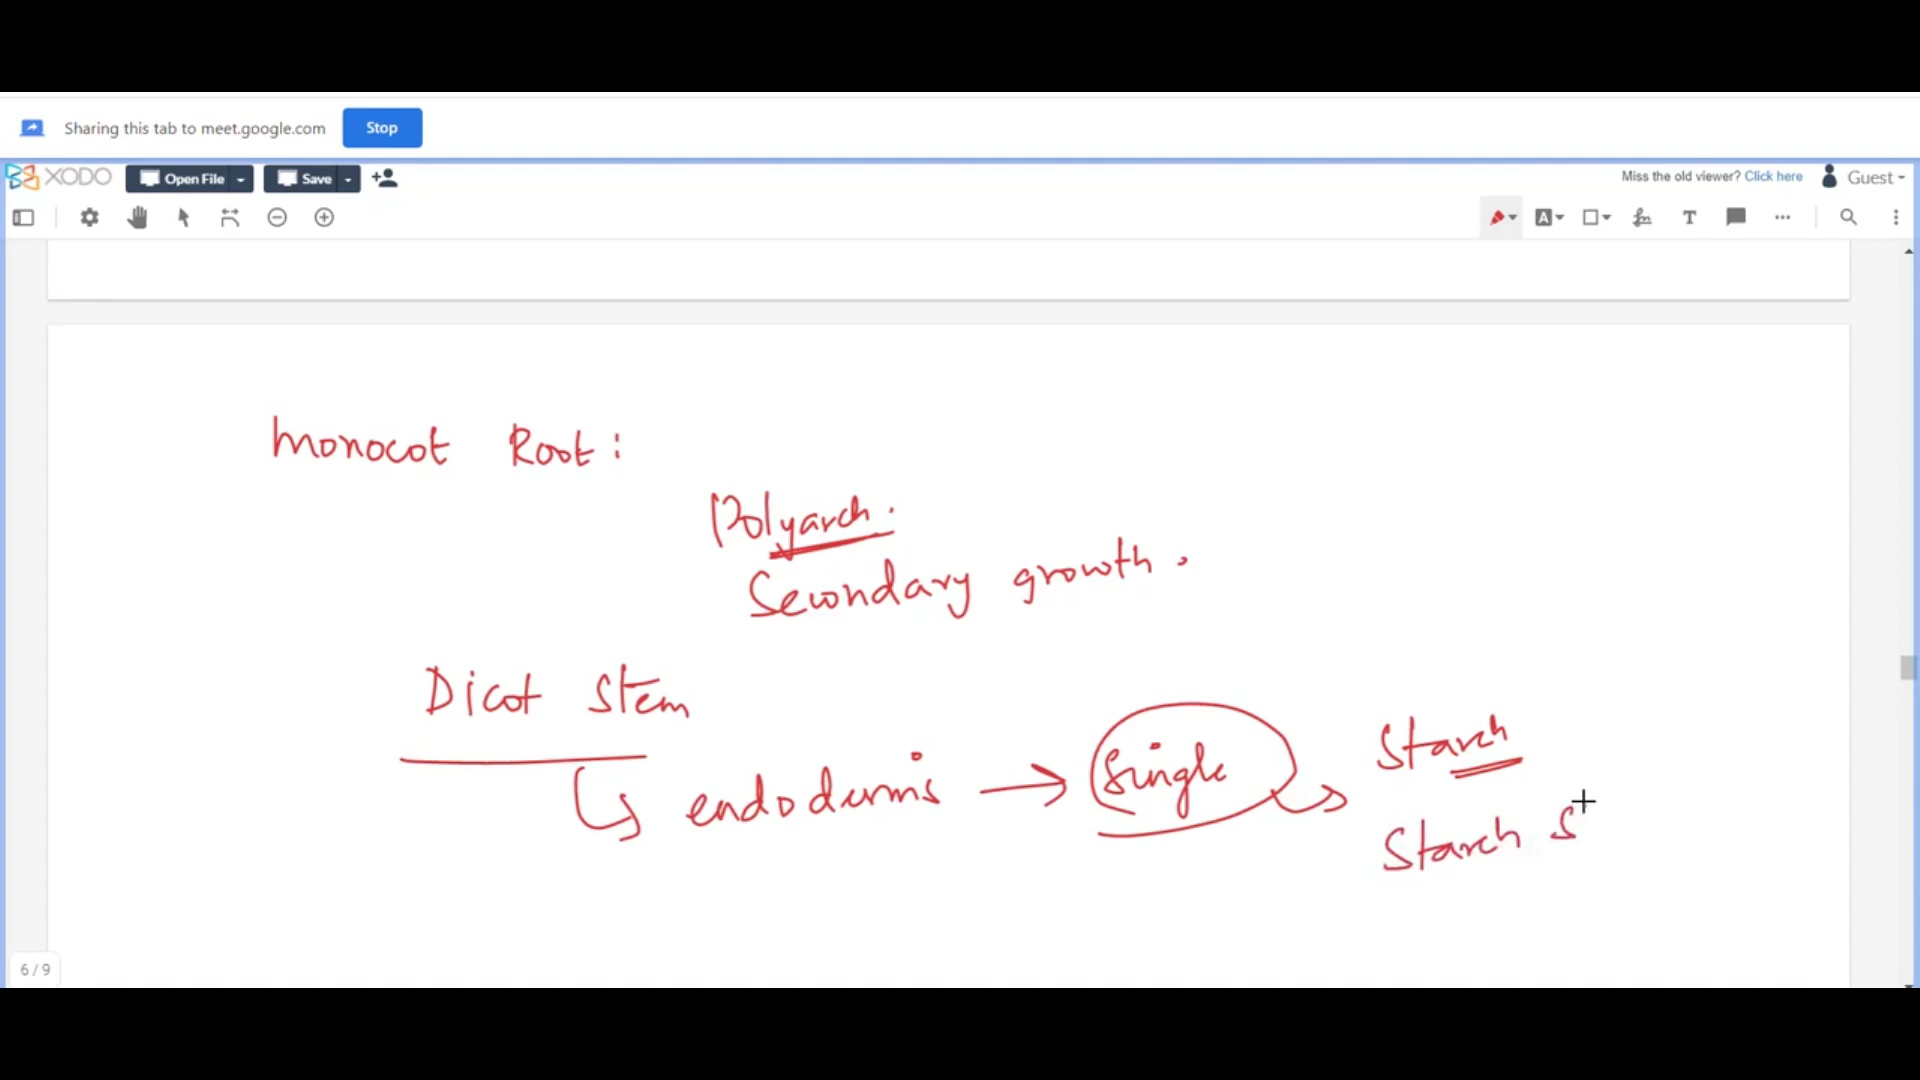 Sharing this tab to meet.google.com Stop
XODO Open File Save Miss the old viewer? Click here Guest
A T
Monocot Root :
Polyarch.
Secondary growth.
Dicot Stem
endodermis → Single
Starch
Starch S
6 / 9